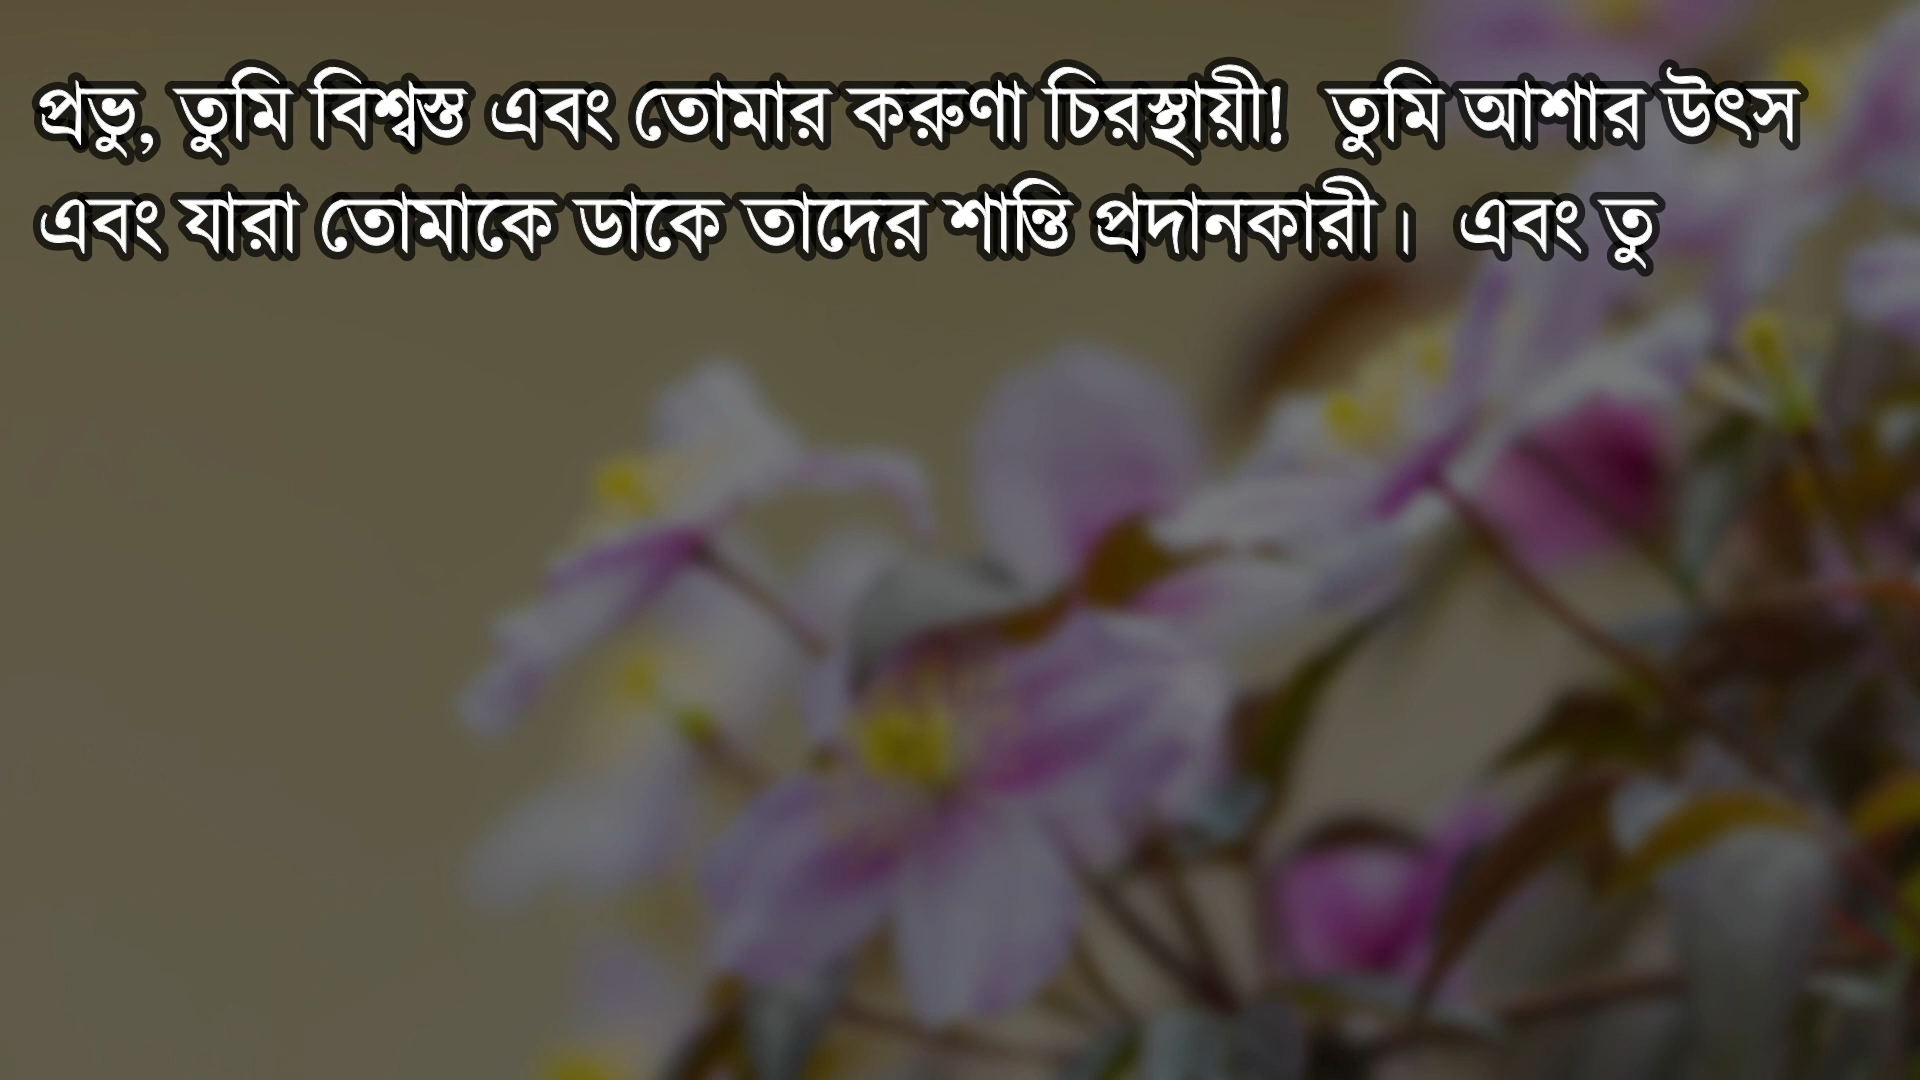 প্রভু, তুমি বিশ্বস্ত এবং তোমার করুণা চিরস্থায়ী! তুমি আশার উৎস
এবং যারা তোমাকে ডাকে তাদের শান্তি প্রদানকারী। এবং তু